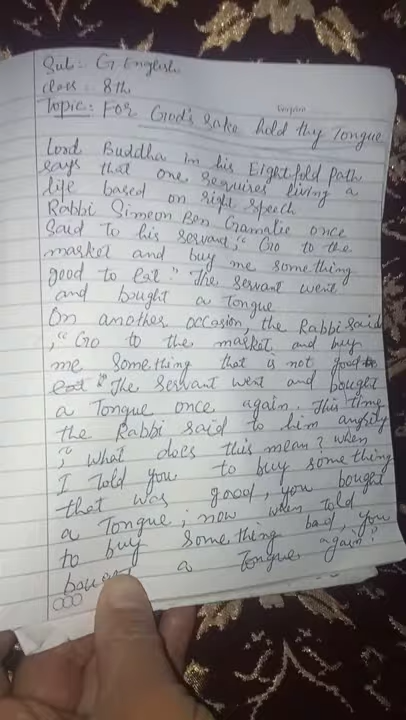 Sub:- G English
Class:- 8th
Topic: For God's sake hold thy Tongue
Lord Buddha in his Eightfold path
says that one requires living a
life based on right speech
Rabbi Simeon Ben Gramalie once
said to his servant, "Go to the
market and buy me something
good to eat." The servant went
and bought a tongue
On another occasion, the Rabbi said
, "Go to the market and buy
me something that is not good to
eat" The servant went and bought
a Tongue once again. This time
the Rabbi said to him angrily
, "What does this mean? when
I told you to buy something
that was good, you bought
a Tongue; now when told
to buy something bad, you
a Tongue again?